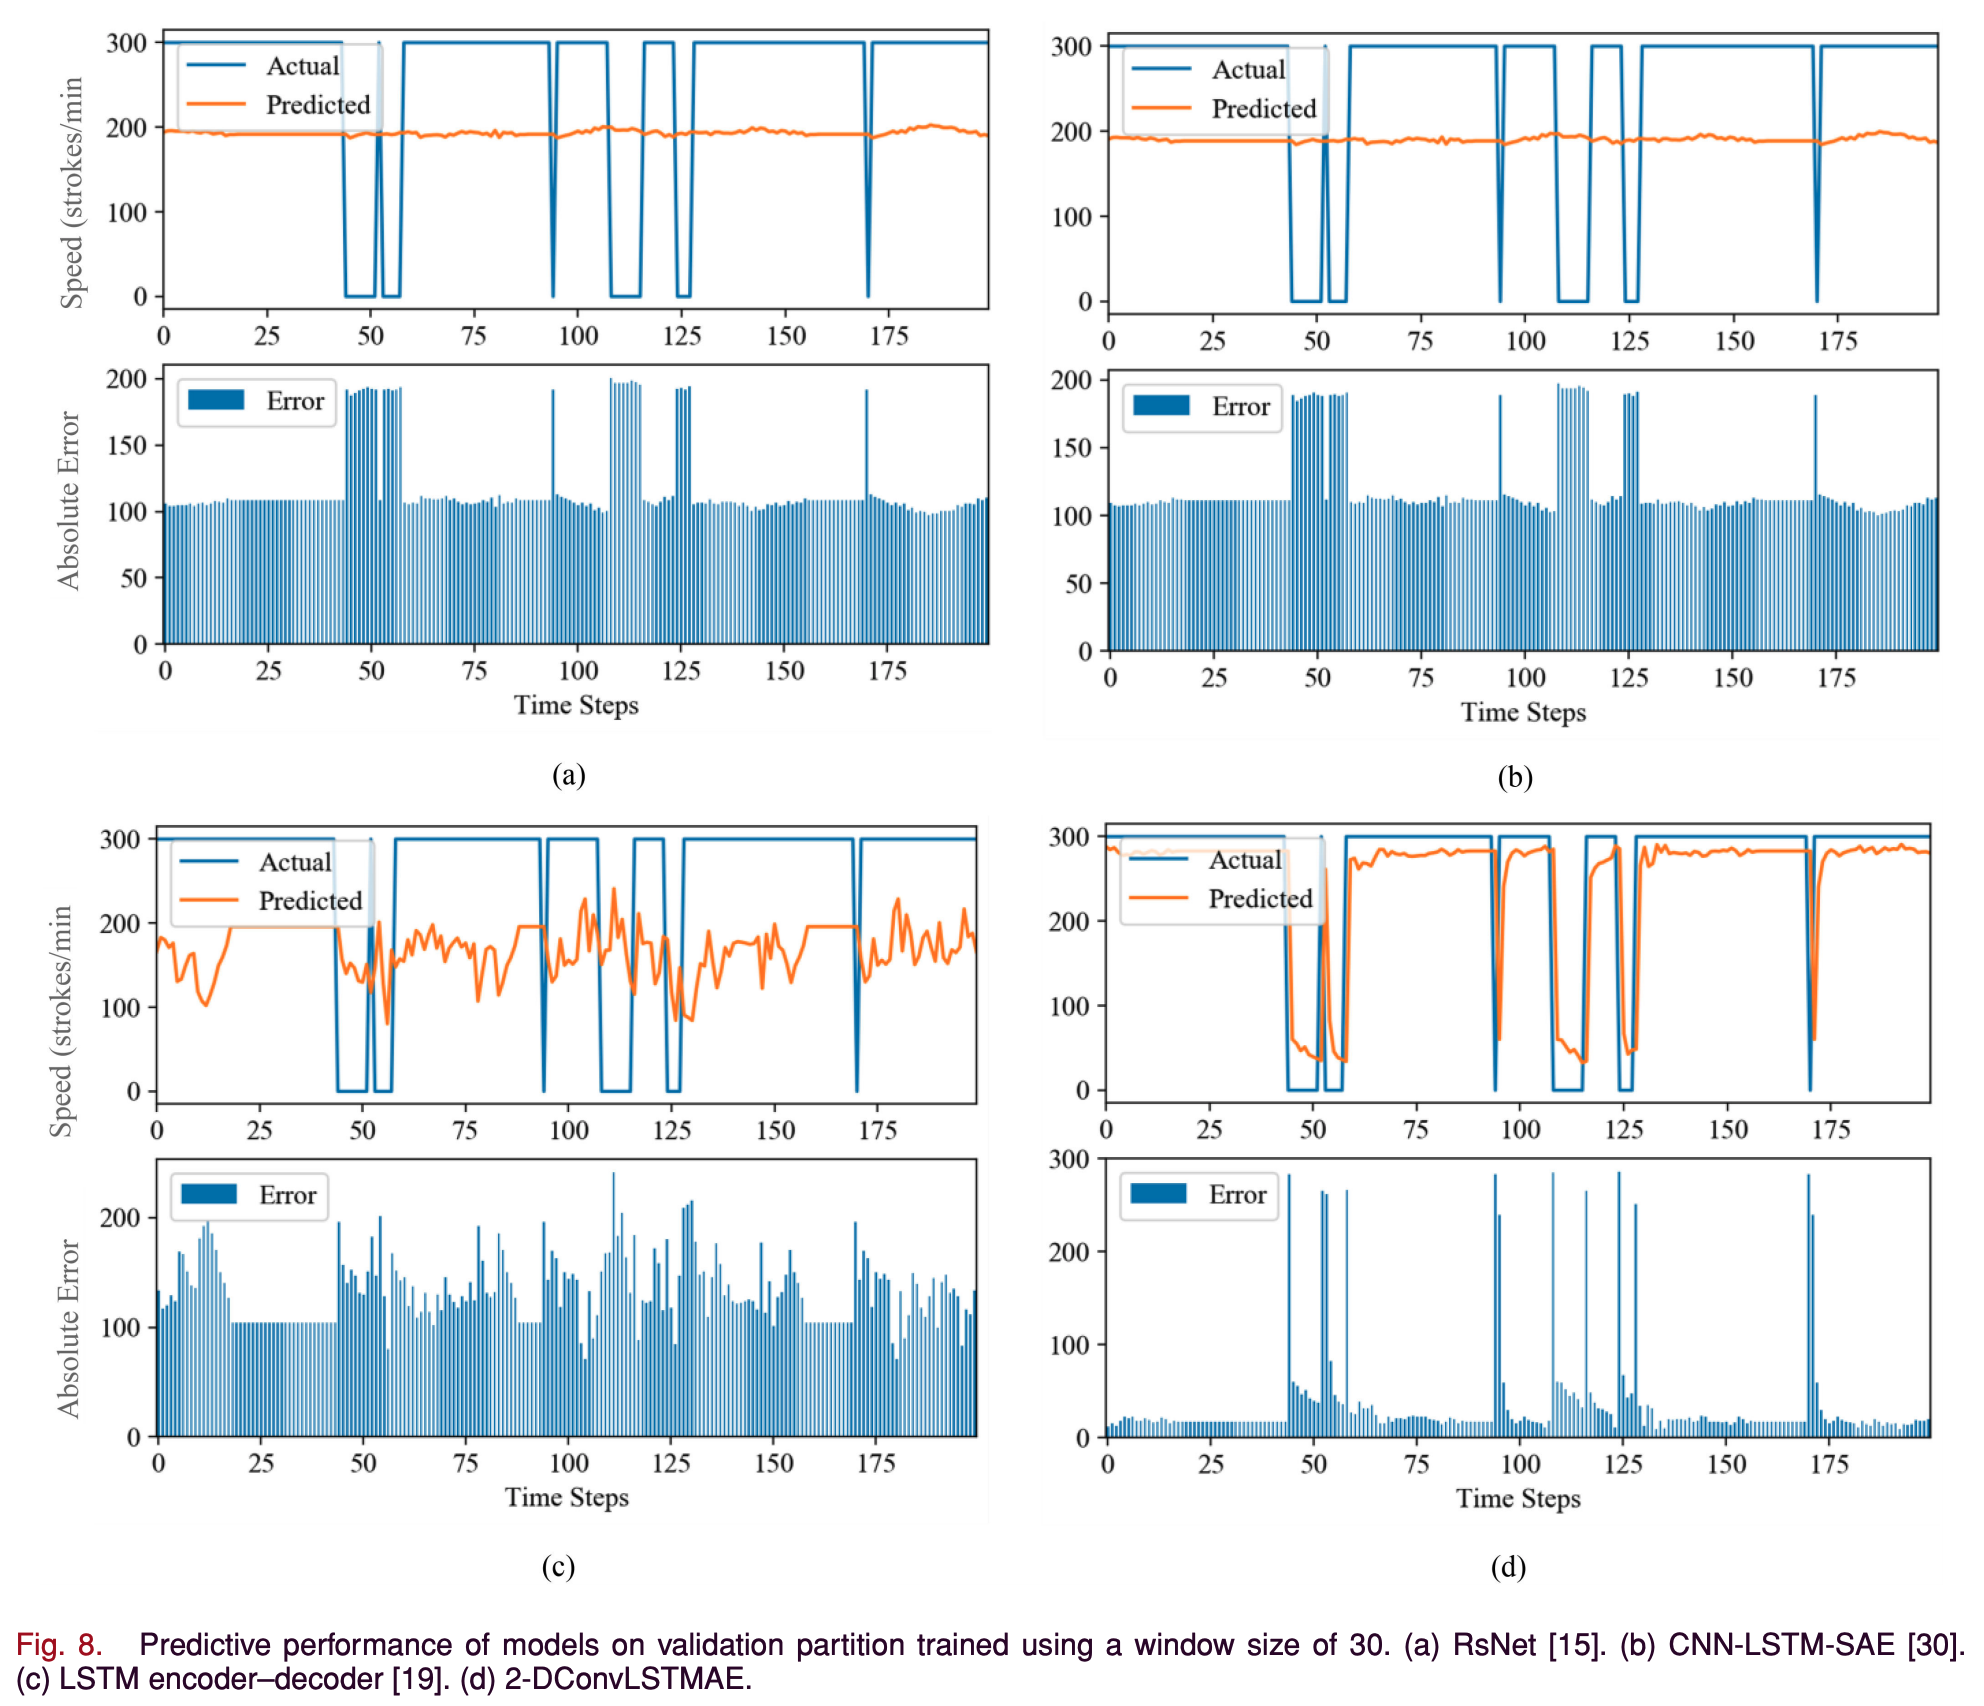 300
200
100
0
Speed (strokes/min
Actual
Predicted
0 25 50 75 100 125 150 175
200
150
100
50
0
Absolute Error
Error
0 25 50 75 100 125 150 175
Time Steps
(a)
300
200
100
0
Actual
Predicted
0 25 50 75 100 125 150 175
200
150
100
50
0
Error
0 25 50 75 100 125 150 175
Time Steps
(b)
300
200
100
0
Speed (strokes/min
Actual
Predicted
0 25 50 75 100 125 150 175
200
100
0
Absolute Error
Error
0 25 50 75 100 125 150 175
Time Steps
(c)
300
200
100
0
Actual
Predicted
0 25 50 75 100 125 150 175
300
200
100
0
Error
0 25 50 75 100 125 150 175
Time Steps
(d)
Fig. 8. Predictive performance of models on validation partition trained using a window size of 30. (a) RsNet [15]. (b) CNN-LSTM-SAE [30].
(c) LSTM encoder–decoder [19]. (d) 2-DConvLSTMAE.